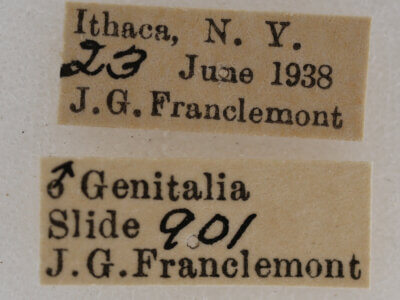 Ithaca, N. Y.
23 June 1938
J.G. Franclemont
♂ Genitalia
Slide 901
J.G. Franclemont